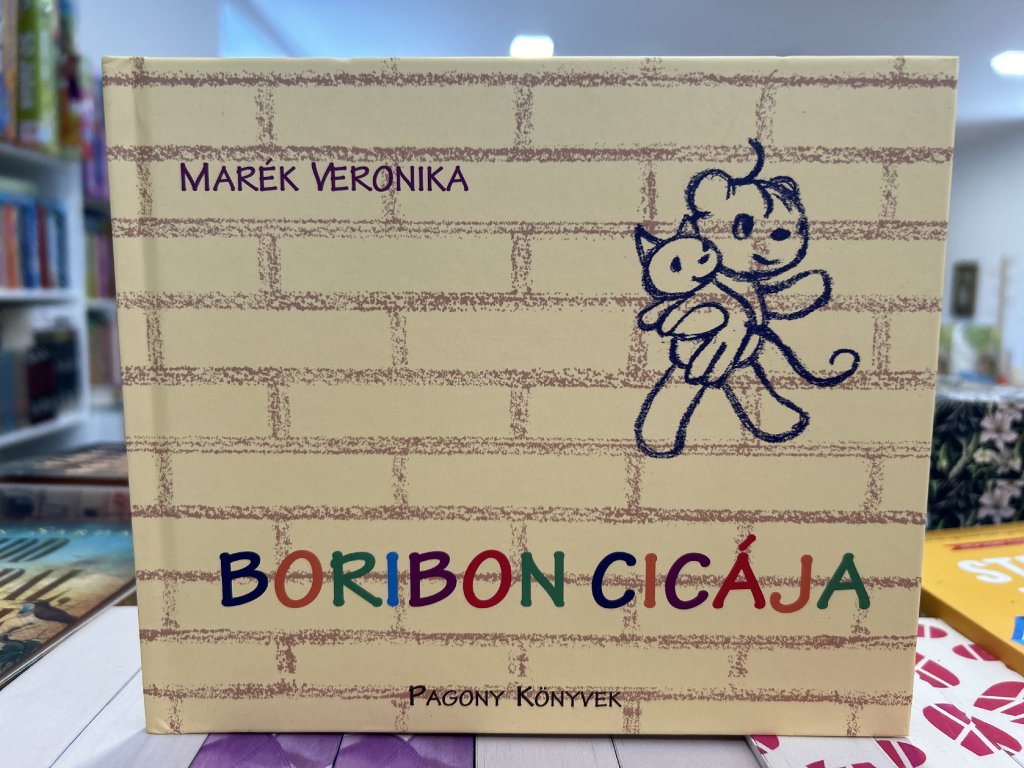 MARÉK VERONIKA
BORIBON CICÁJA
PAGONY KÖNYVEK